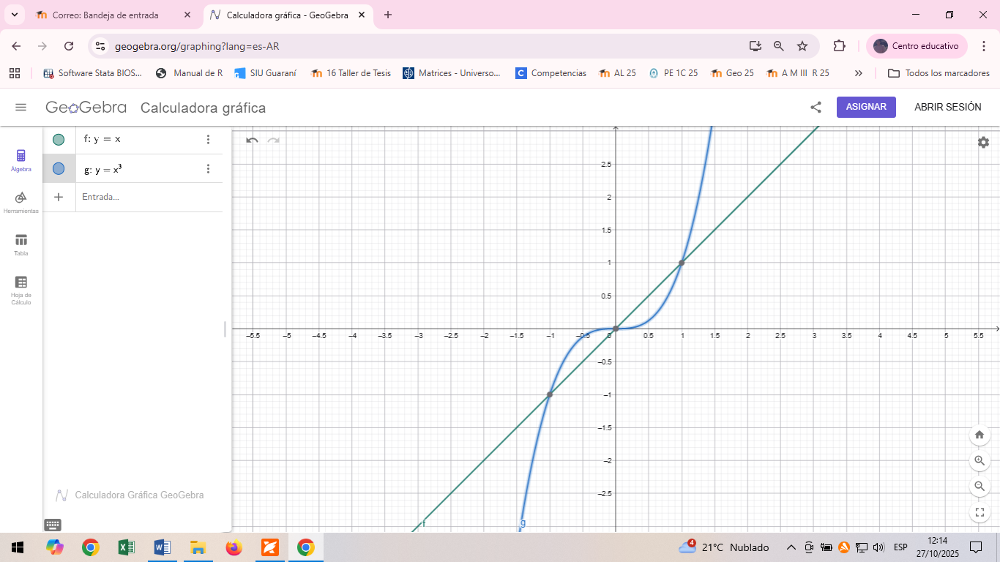 Correo: Bandeja de entrada
Calculadora gráfica - GeoGebra
geogebra.org/graphing?lang=es-AR
Centro educativo
Software Stata BIOS...
Manual de R
SIU Guaraní
16 Taller de Tesis
Matrices - Universo...
Competencias
AL 25
PE 1C 25
Geo 25
A M III R 25
Todos los marcadores
GeoGebra
Calculadora gráfica
ASIGNAR
ABRIR SESIÓN
Álgebra
Herramientas
Tabla
Hoja de
Cálculo
f: y = x
g: y = x³
Entrada...
Calculadora Gráfica GeoGebra
2.5
2
1.5
1
0.5
−5.5 −5 −4.5 −4 −3.5 −3 −2.5 −2 −1.5 −1 −0.5 0 0.5 1 1.5 2 2.5 3 3.5 4 4.5 5 5.5
−0.5
−1
−1.5
−2
−2.5
f
g
4
21°C Nublado
ESP
12:14
27/10/2025